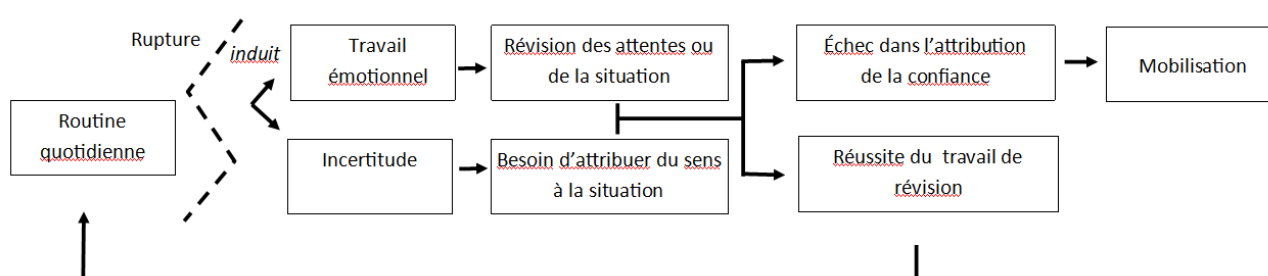 Rupture
induit
Routine
quotidienne
Travail
émotionnel
Révision des attentes ou
de la situation
Échec dans l'attribution
de la confiance
Mobilisation
Incertitude
Besoin d'attribuer du sens
à la situation
Réussite du travail de
révision